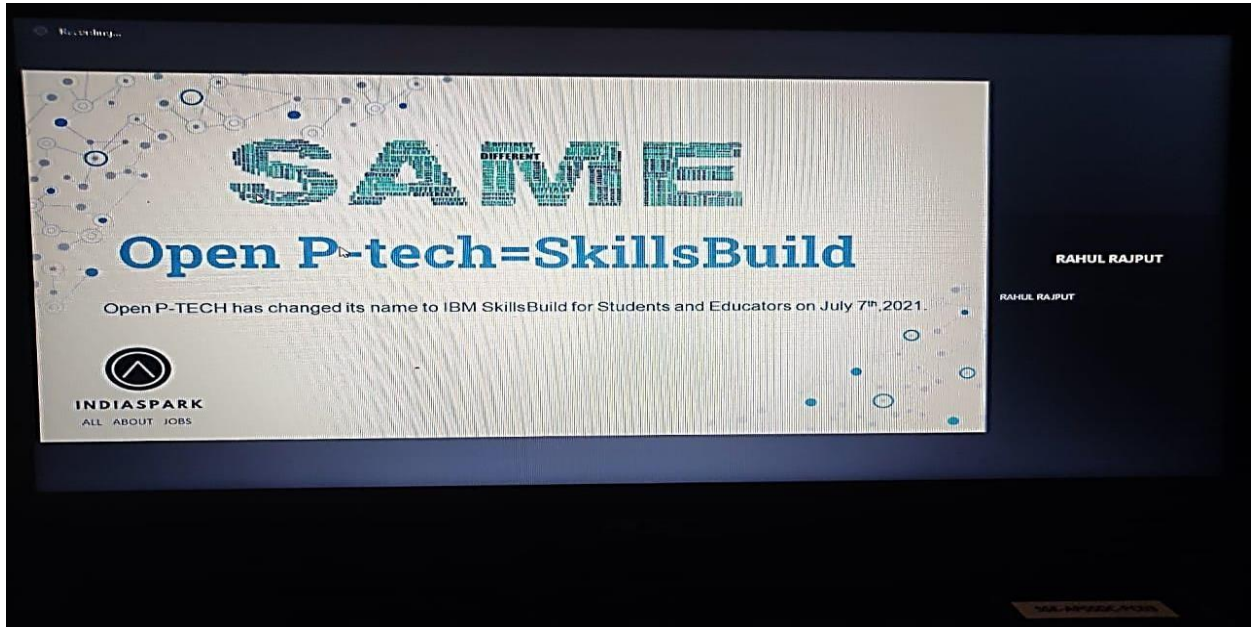 Recording...
SAME
DIFFERENT
Open P-tech=SkillsBuild
Open P-TECH has changed its name to IBM SkillsBuild for Students and Educators on July 7th,2021.
INDIASPARK
ALL ABOUT JOBS
RAHUL RAJPUT
RAHUL RAJPUT